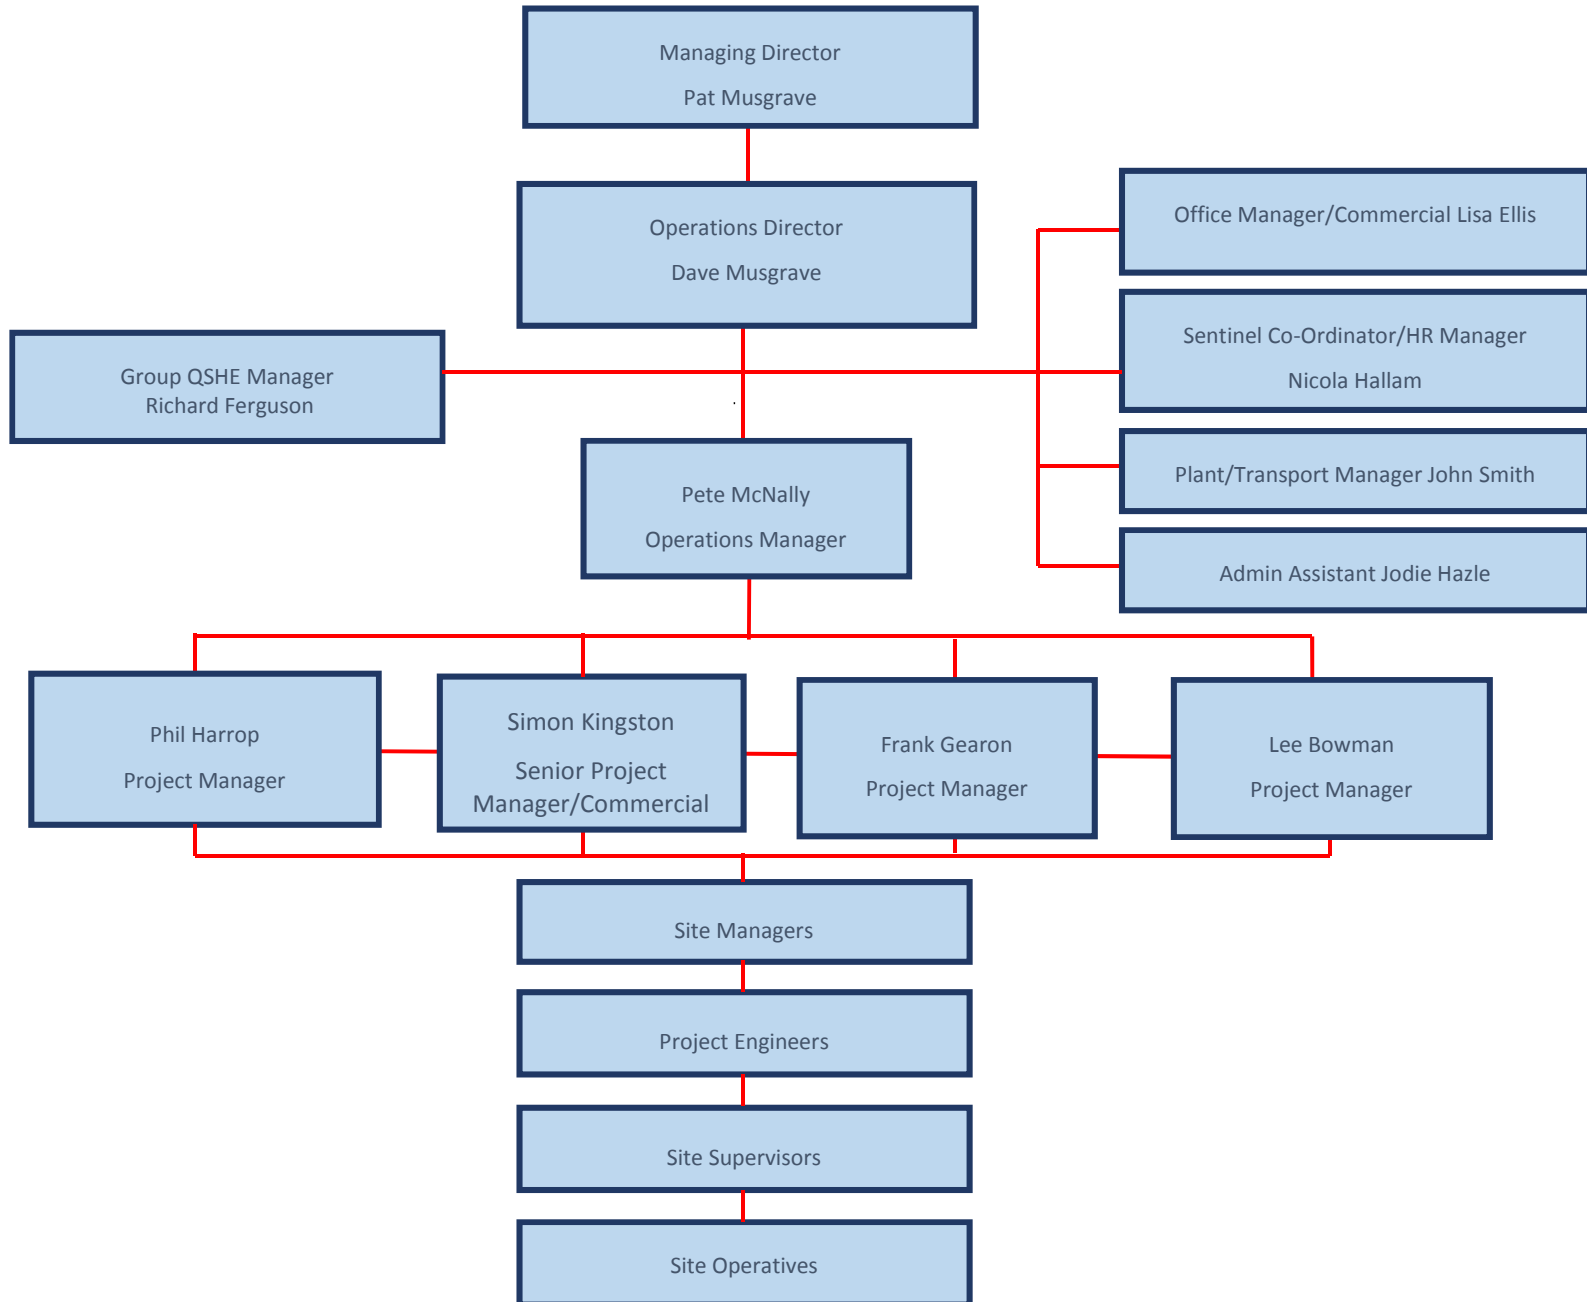 Managing Director
Pat Musgrave
Operations Director
Dave Musgrave
Office Manager/Commercial Lisa Ellis
Sentinel Co-Ordinator/HR Manager
Nicola Hallam
Group QSHE Manager
Richard Ferguson
.
Pete McNally
Operations Manager
Plant/Transport Manager John Smith
Admin Assistant Jodie Hazle
Phil Harrop
Project Manager
Simon Kingston
Senior Project
Manager/Commercial
Frank Gearon
Project Manager
Lee Bowman
Project Manager
Site Managers
Project Engineers
Site Supervisors
Site Operatives